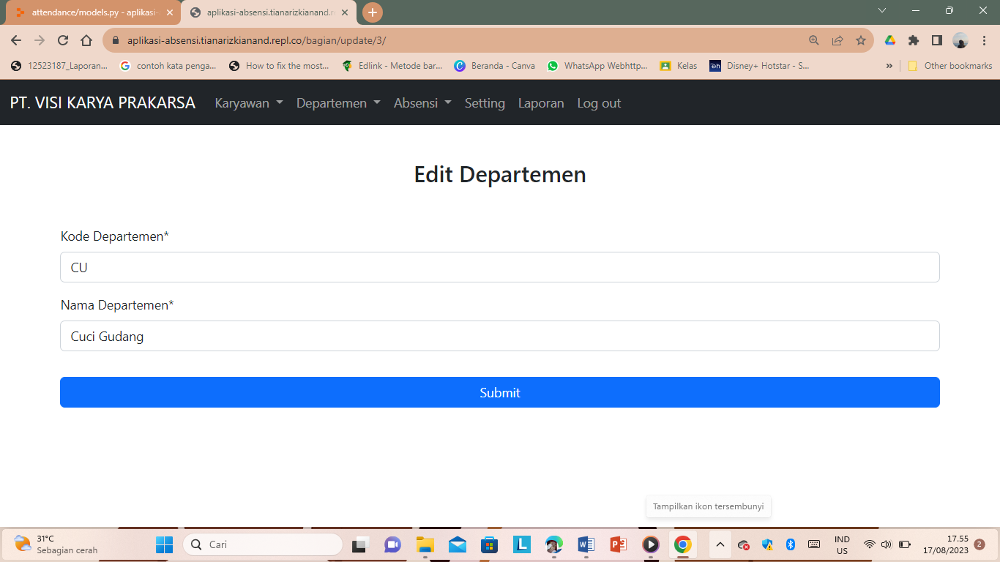 attendance/models.py - aplikasi-
aplikasi-absensi.tianarizkianand.r
aplikasi-absensi.tianarizkianand.repl.co/bagian/update/3/
12523187_Laporan...
contoh kata penga...
How to fix the most...
Edlink - Metode bar...
Beranda - Canva
WhatsApp Webhttp...
Kelas
Disney+ Hotstar - S...
»
Other bookmarks
PT. VISI KARYA PRAKARSA
Karyawan
Departemen
Absensi
Setting
Laporan
Log out
Edit Departemen
Kode Departemen*
CU
Nama Departemen*
Cuci Gudang
Submit
Tampilkan ikon tersembunyi
31°C
Sebagian cerah
Cari
IND
US
17.55
17/08/2023
2